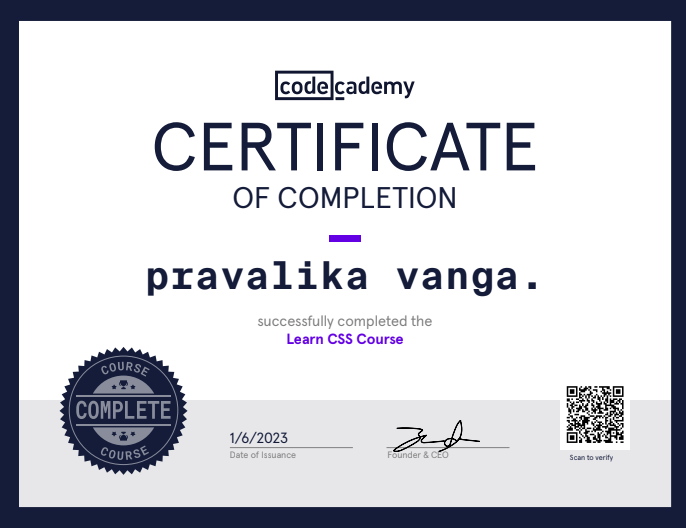 codecademy
CERTIFICATE
OF COMPLETION
pravalika vanga.
successfully completed the
Learn CSS Course
COURSE
COMPLETE
COURSE
1/6/2023
Date of Issuance
Founder & CEO
Scan to verify